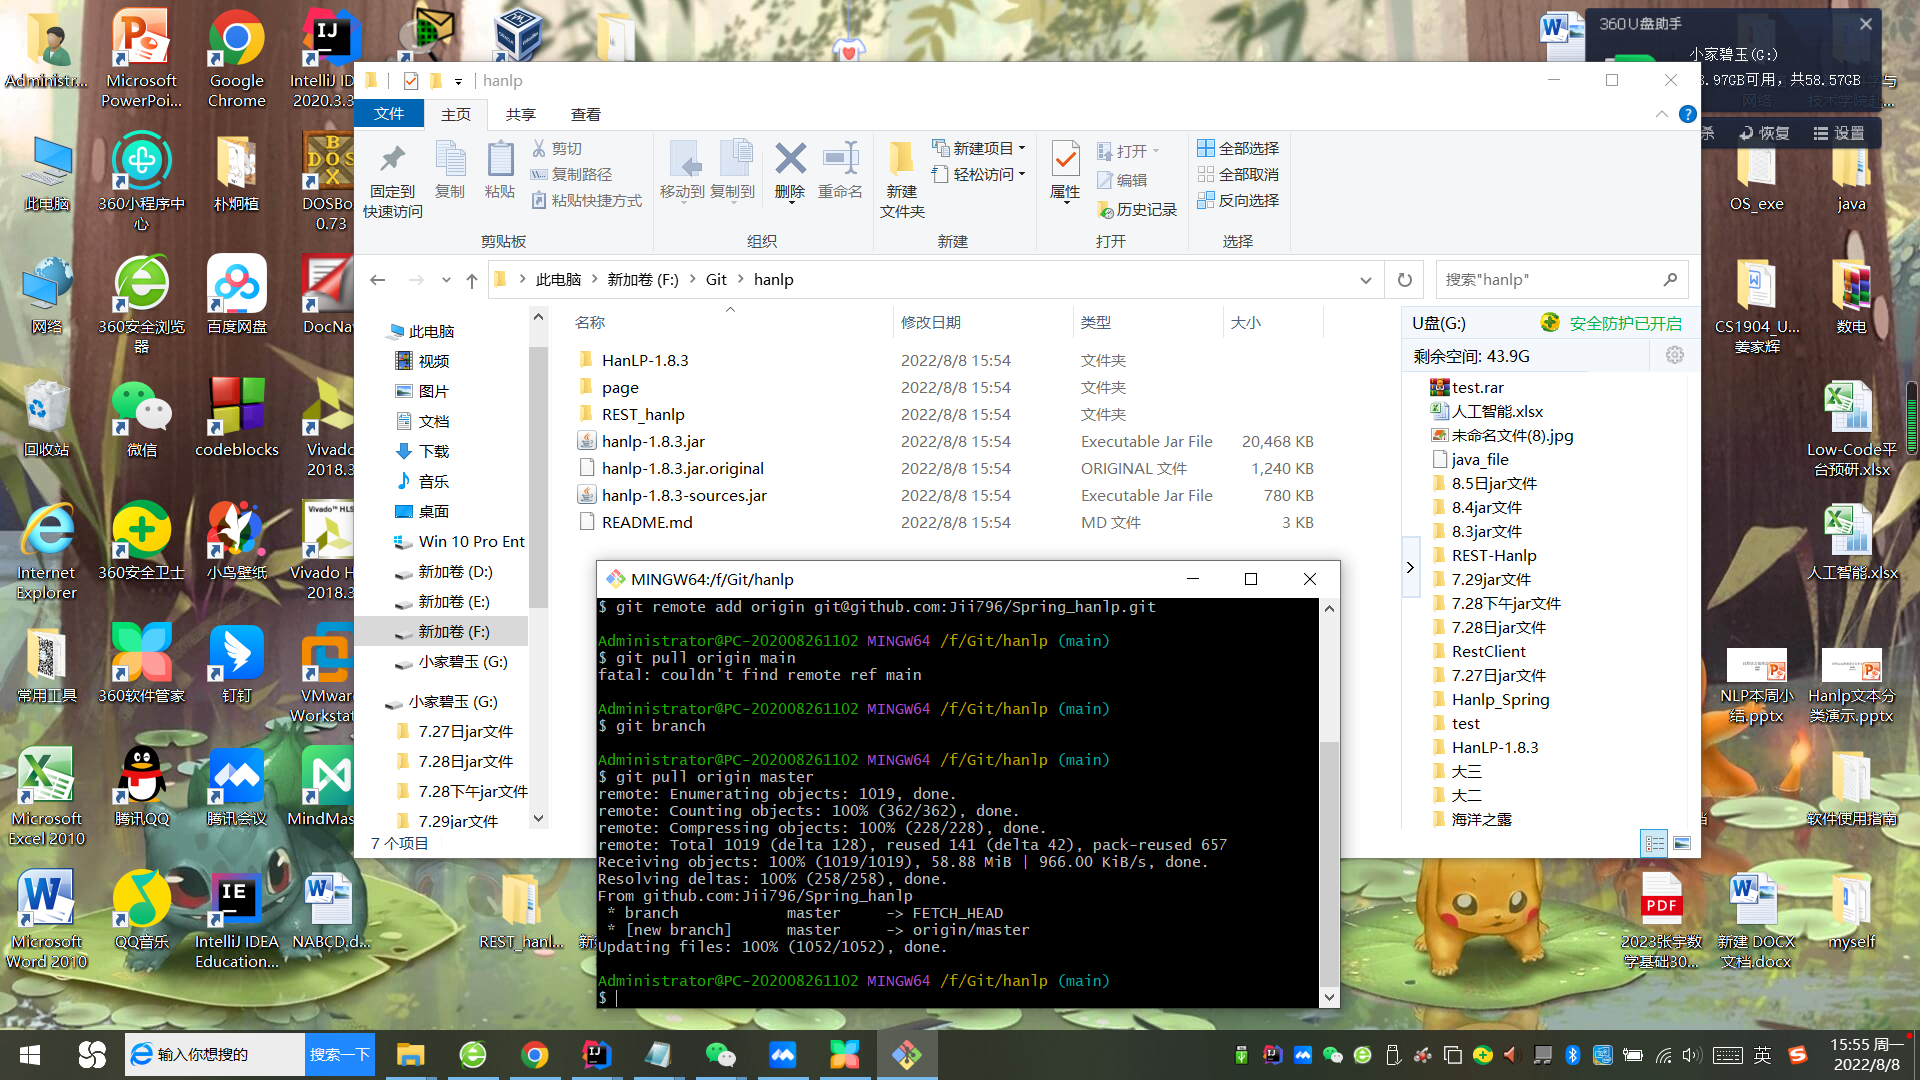 Administr...
Microsoft PowerPoi...
Google Chrome
IntelliJ IDE 2020.3.3
此电脑
360小程序中心
朴炯植
DOSBo 0.73
网络
360安全浏览器
百度网盘
DocNav
回收站
微信
codeblocks
Vivado 2018.3
Internet Explorer
360安全卫士
小鸟壁纸
Vivado H 2018.3
常用工具
360软件管家
钉钉
VMware Workstat
Microsoft Excel 2010
腾讯QQ
腾讯会议
MindMas
Microsoft Word 2010
QQ音乐
IntelliJ IDEA Education...
NABCD.d...
REST_hanl...
hanlp
文件
主页
共享
查看
固定到快速访问
复制
粘贴
剪切
复制路径
粘贴快捷方式
剪贴板
移动到
复制到
删除
重命名
组织
新建文件夹
新建项目
轻松访问
新建
属性
打开
编辑
历史记录
打开
全部选择
全部取消
反向选择
选择
此电脑 > 新加卷 (F:) > Git > hanlp
搜索"hanlp"
此电脑
视频
图片
文档
下载
音乐
桌面
Win 10 Pro Ent
新加卷 (D:)
新加卷 (E:)
新加卷 (F:)
小家碧玉 (G:)
小家碧玉 (G:)
7.27日jar文件
7.28日jar文件
7.28下午jar文件
7.29jar文件
7 个项目
名称 修改日期 类型 大小
HanLP-1.8.3 2022/8/8 15:54 文件夹
page 2022/8/8 15:54 文件夹
REST_hanlp 2022/8/8 15:54 文件夹
hanlp-1.8.3.jar 2022/8/8 15:54 Executable Jar File 20,468 KB
hanlp-1.8.3.jar.original 2022/8/8 15:54 ORIGINAL 文件 1,240 KB
hanlp-1.8.3-sources.jar 2022/8/8 15:54 Executable Jar File 780 KB
README.md 2022/8/8 15:54 MD 文件 3 KB
U盘(G:)
安全防护已开启
剩余空间: 43.9G
test.rar
人工智能.xlsx
未命名文件(8).jpg
java_file
8.5日jar文件
8.4jar文件
8.3jar文件
REST-Hanlp
7.29jar文件
7.28下午jar文件
7.28日jar文件
RestClient
7.27日jar文件
Hanlp_Spring
test
HanLP-1.8.3
大三
大二
海洋之露
MINGW64:/f/Git/hanlp
$ git remote add origin git@github.com:Jii796/Spring_hanlp.git
Administrator@PC-202008261102 MINGW64 /f/Git/hanlp (main)
$ git pull origin main
fatal: couldn't find remote ref main
Administrator@PC-202008261102 MINGW64 /f/Git/hanlp (main)
$ git branch
Administrator@PC-202008261102 MINGW64 /f/Git/hanlp (main)
$ git pull origin master
remote: Enumerating objects: 1019, done.
remote: Counting objects: 100% (362/362), done.
remote: Compressing objects: 100% (228/228), done.
remote: Total 1019 (delta 128), reused 141 (delta 42), pack-reused 657
Receiving objects: 100% (1019/1019), 58.88 MiB | 966.00 KiB/s, done.
Resolving deltas: 100% (258/258), done.
From github.com:Jii796/Spring_hanlp
* branch master -> FETCH_HEAD
* [new branch] master -> origin/master
Updating files: 100% (1052/1052), done.
Administrator@PC-202008261102 MINGW64 /f/Git/hanlp (main)
$
360U盘助手
小家碧玉(G:)
.97GB可用，共58.57GB
恢复
设置
OS_exe
java
CS1904_U... 姜家辉
数电
Low-Code平台预研.xlsx
人工智能.xlsx
NLP本周小结.pptx
Hanlp文本分类演示.pptx
软件使用指南
2023张宇数学基础30...
新建 DOCX 文档.docx
myself
输入你想搜的
搜索一下
英
15:55 周一
2022/8/8